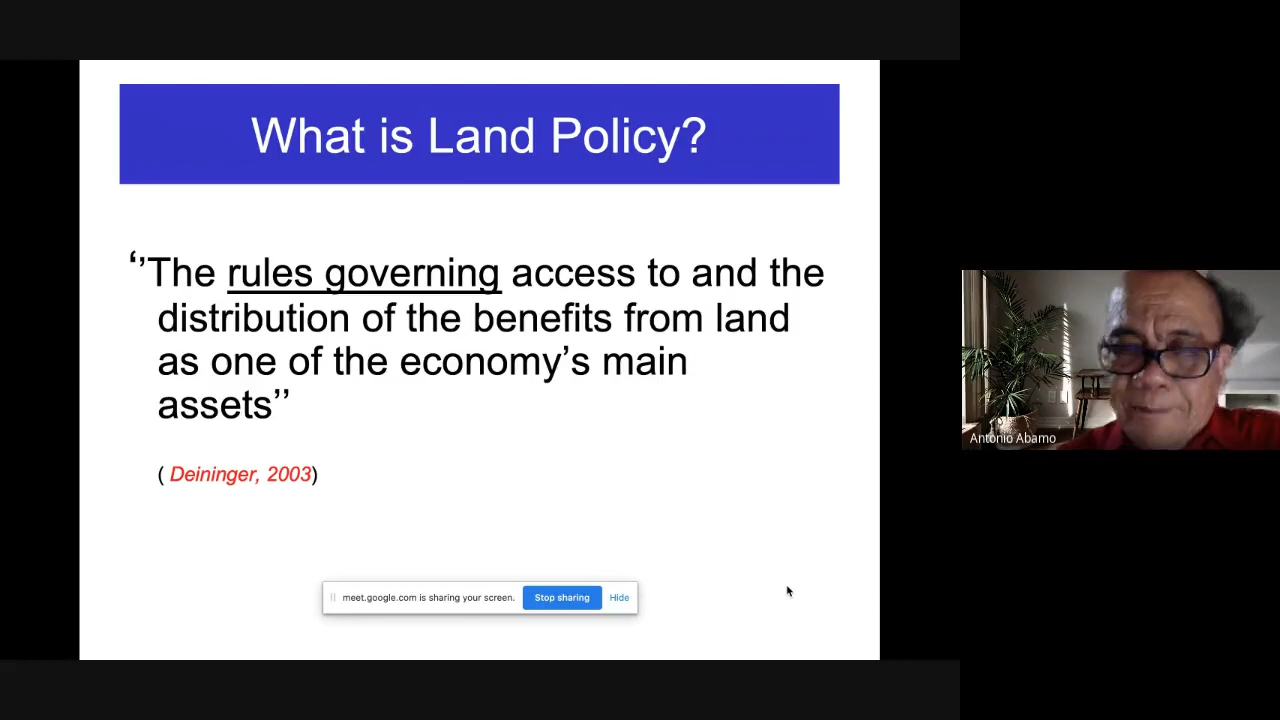 What is Land Policy?
‘’The rules governing access to and the
distribution of the benefits from land
as one of the economy’s main
assets’’
( Deininger, 2003)
meet.google.com is sharing your screen. Stop sharing Hide
Antonio Abamo